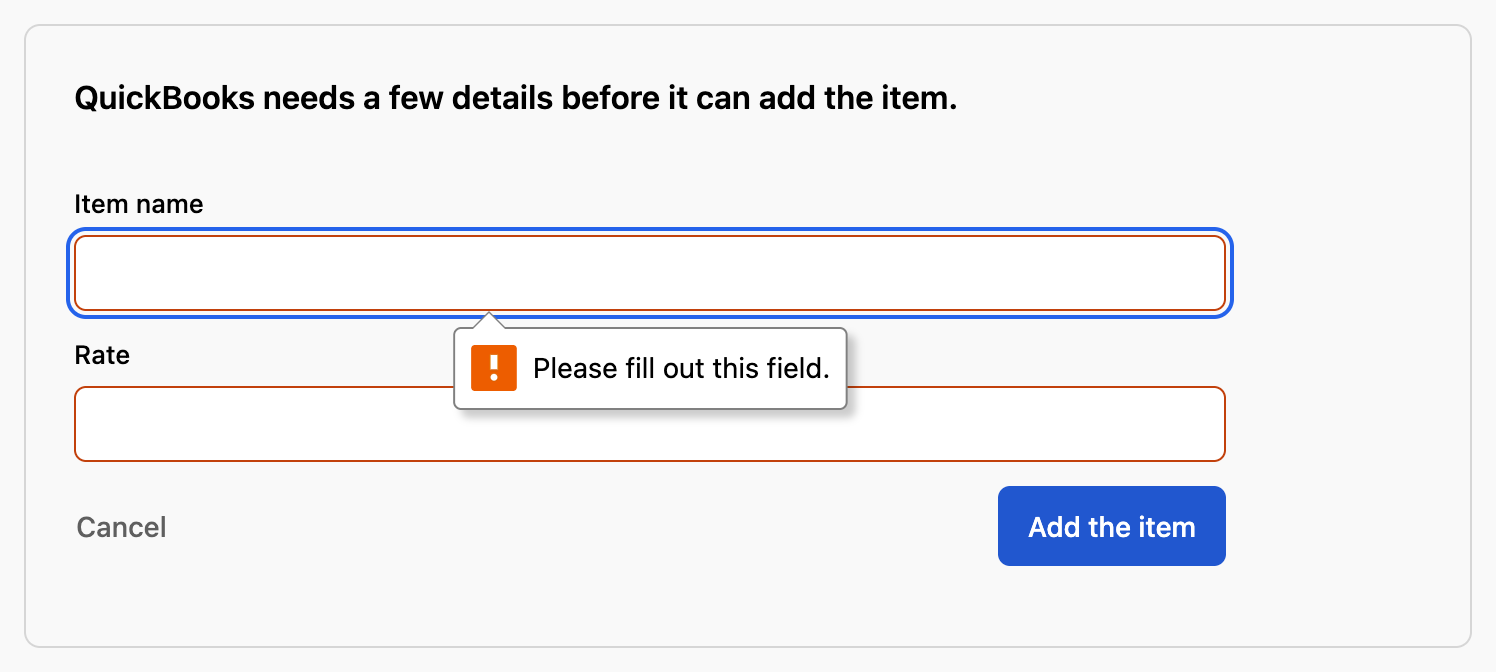 QuickBooks needs a few details before it can add the item.
Item name
Please fill out this field.
Rate
Cancel
Add the item